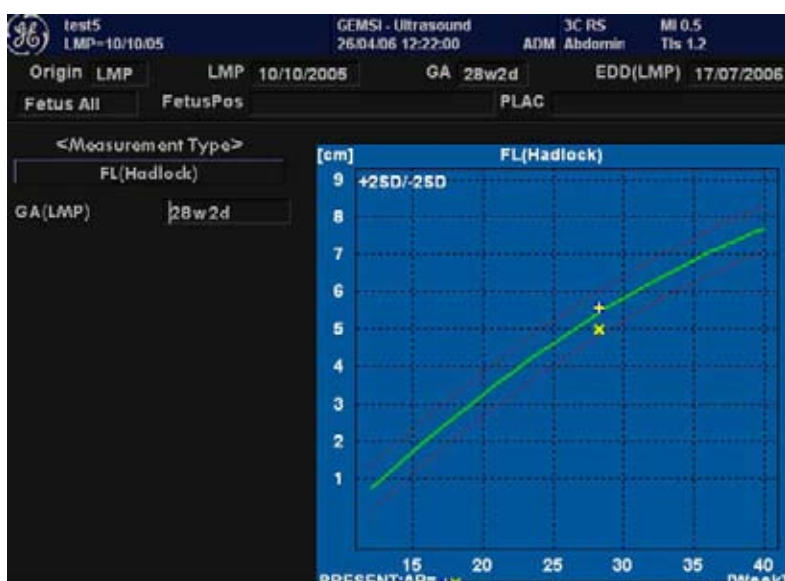 test5 GEMSI - Ultrasound 3C RS MI 0.5
LMP=10/10/05 26/04/06 12:22:00 ADM Abdomin TIs 1.2
Origin LMP LMP 10/10/2005 GA 28w2d EDD(LMP) 17/07/2006
Fetus All FetusPos PLAC
<Measurement Type>
FL(Hadlock)
GA(LMP) 28w2d
[cm] FL(Hadlock)
9 +2SD/-2SD
8
7
6
5
4
3
2
1
15 20 25 30 35 40